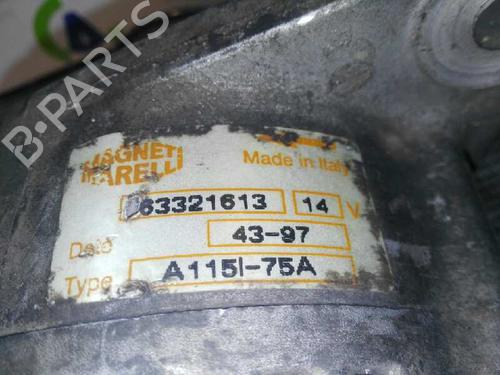 MAGNETI
MARELLI
Made in Italy
63321613
14 V
Date 43-97
Type A115I-75A
B-PARTS